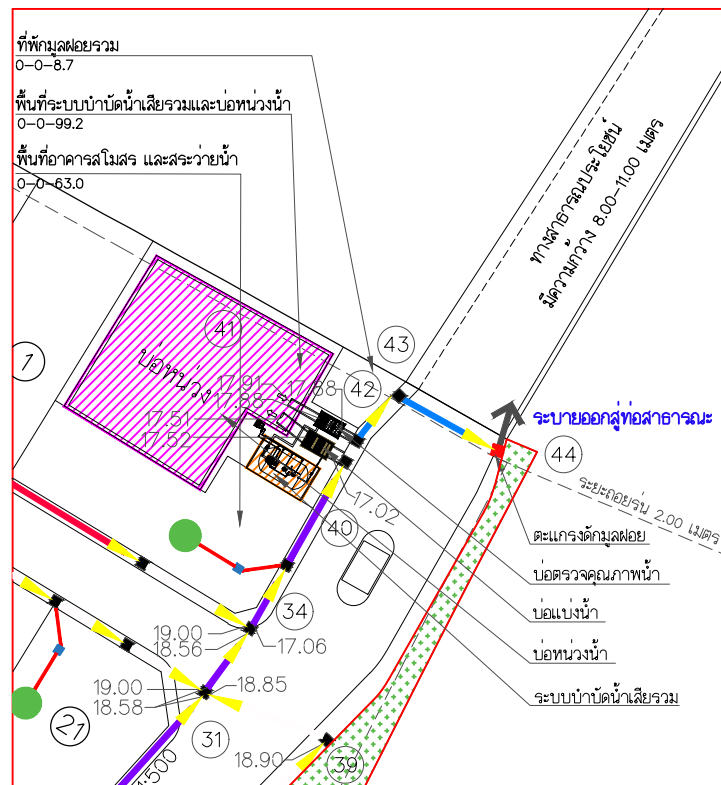 ที่พักมูลฝอยรวม
0-0-8.7
พื้นที่ระบบบำบัดน้ำเสียรวมและบ่อหน่วงน้ำ
0-0-99.2
พื้นที่อาคารสโมสร และสระว่ายน้ำ
0-0-63.0
ทางสาธารณประโยชน์
มีความกว้าง 8.00-11.00 เมตร
1
41
บ่อหน่วง
43
42
17.91
17.88
17.88
17.51
17.52
ระบายออกสู่ท่อสาธารณะ
44
ระยะถอยร่น 2.00 เมตร
17.02
40
ตะแกรงดักมูลฝอย
บ่อตรวจคุณภาพน้ำ
บ่อแบ่งน้ำ
บ่อหน่วงน้ำ
ระบบบำบัดน้ำเสียรวม
34
19.00
18.56
17.06
19.00
18.58
18.85
21
31
18.90
39
1:500